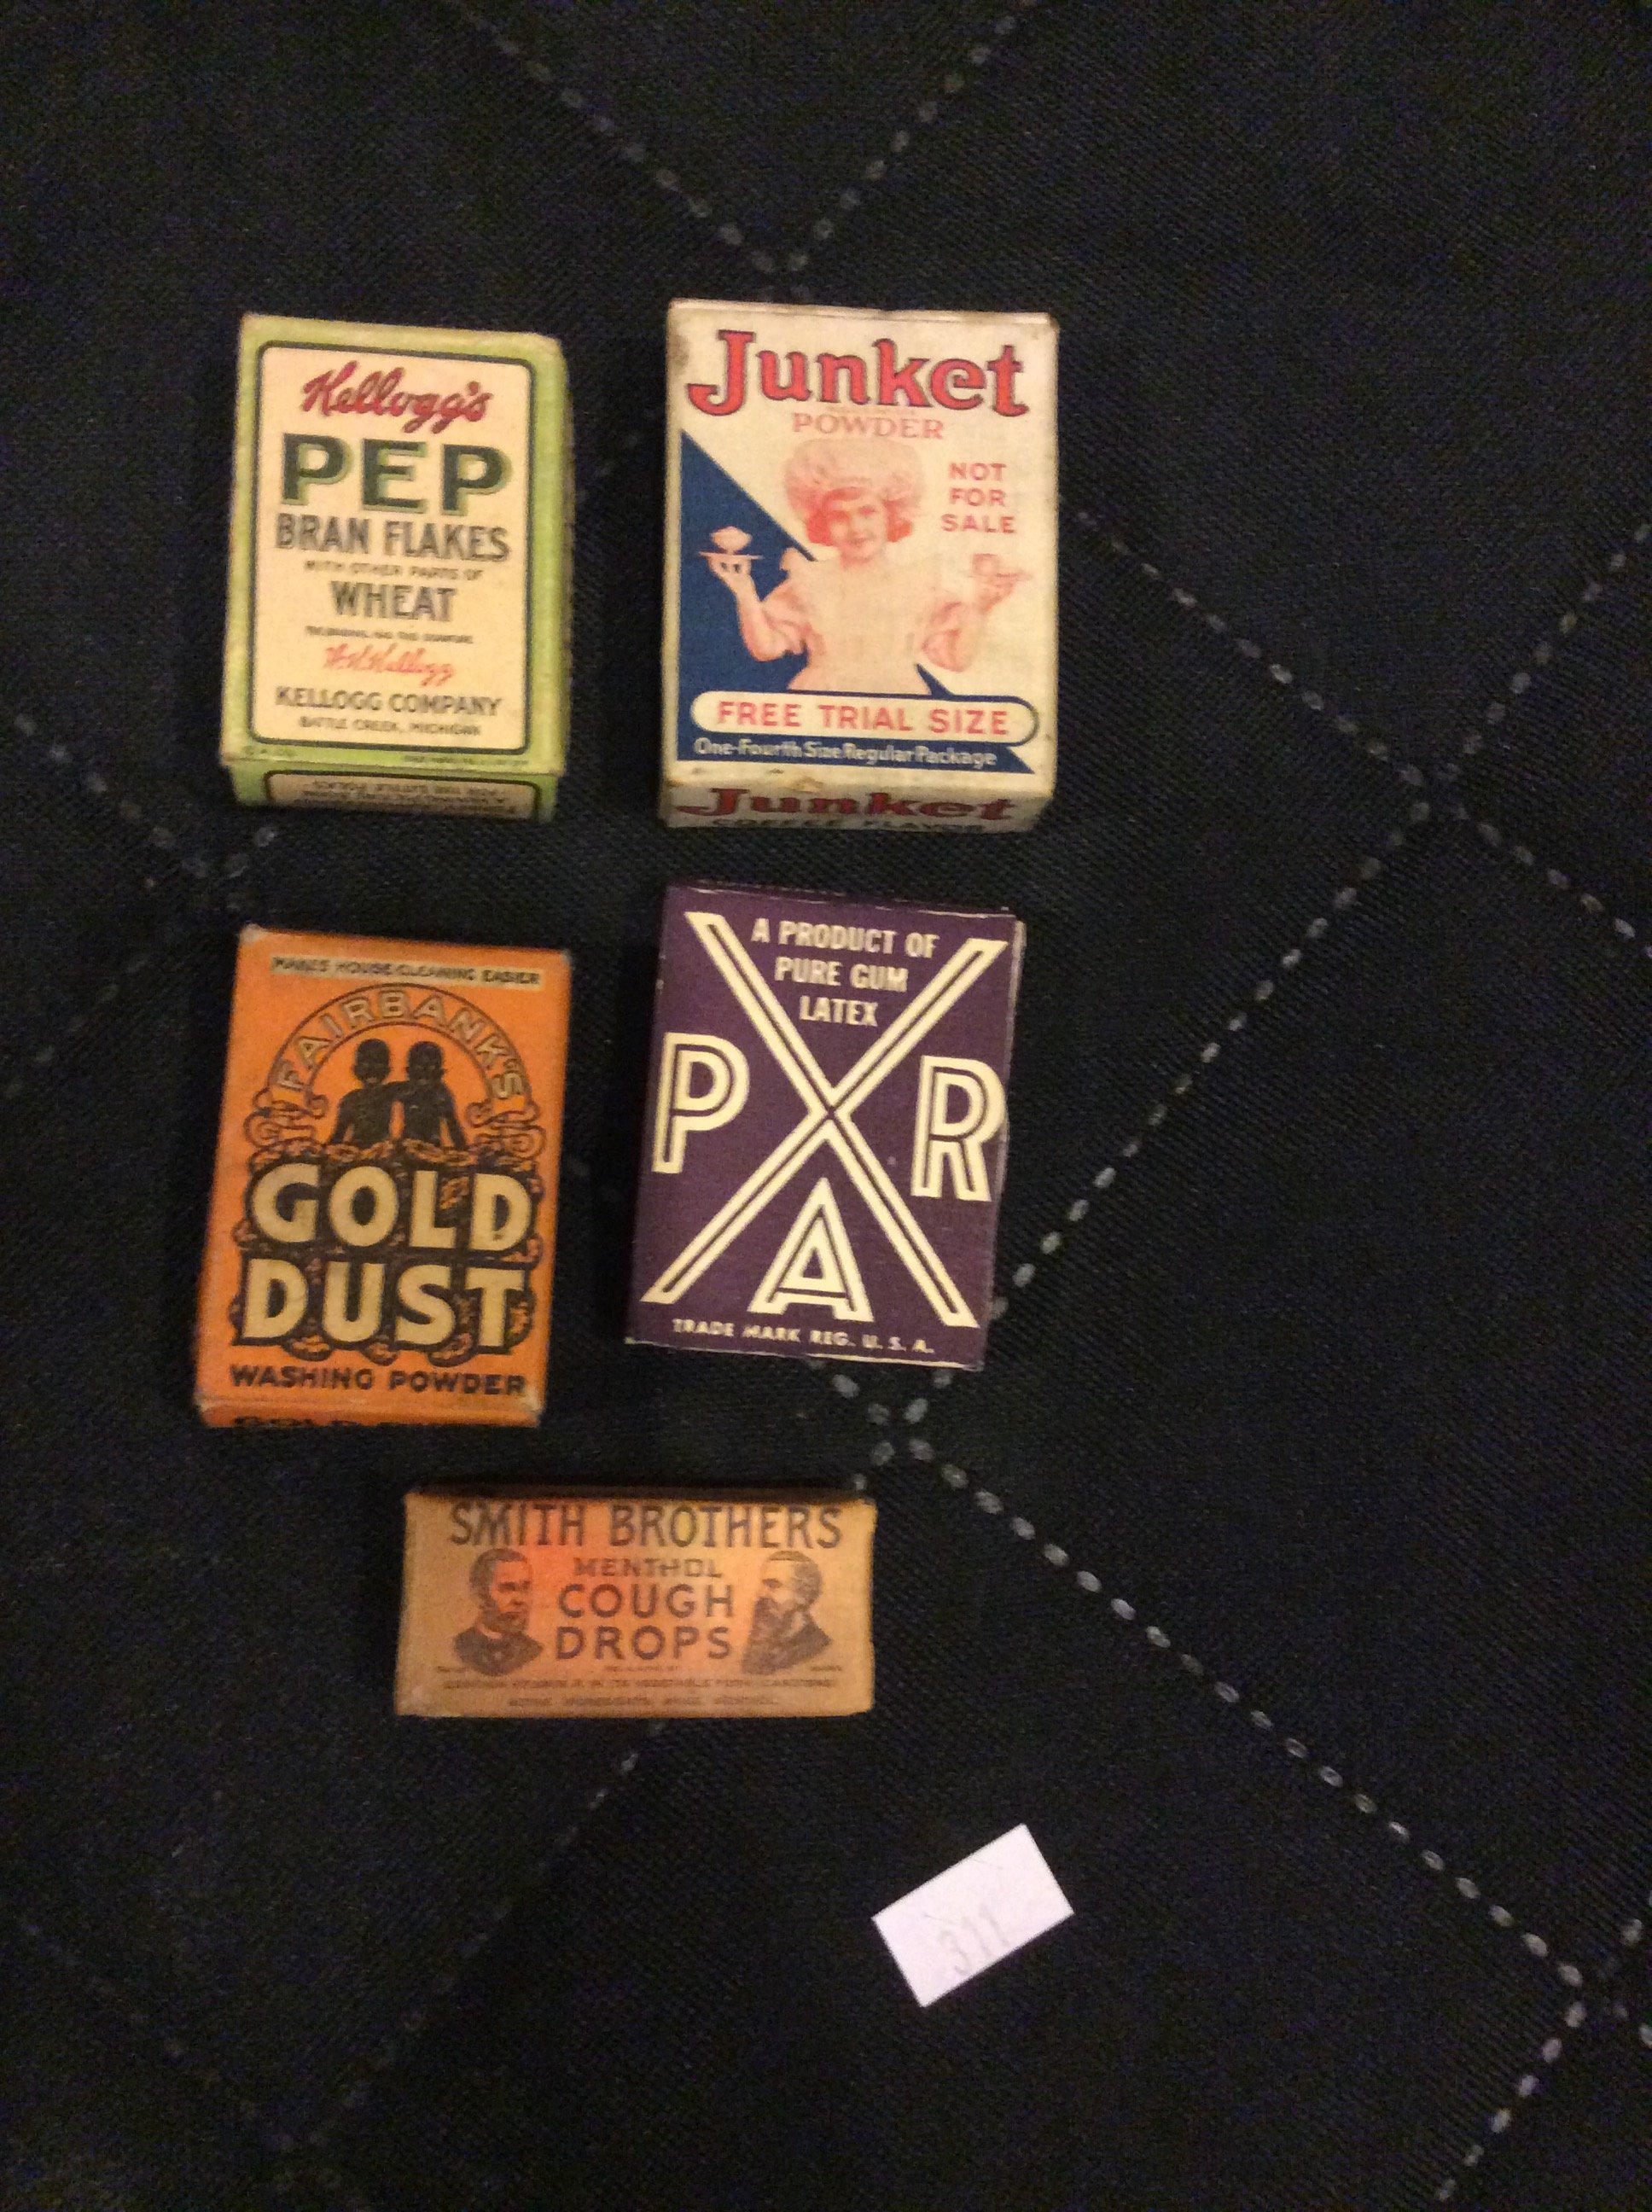 Kellogg's
PEP
BRAN FLAKES
WITH OTHER PARTS OF
WHEAT
W.K.Kellogg
KELLOGG COMPANY
BATTLE CREEK, MICHIGAN
Junket
POWDER
NOT
FOR
SALE
FREE TRIAL SIZE
One-Fourth Size Regular Package
Junket
MAKES HOUSE CLEANING EASIER
FAIRBANK'S
GOLD
DUST
WASHING POWDER
GOLD
A PRODUCT OF
PURE GUM
LATEX
P X R
A
TRADE MARK REG. U.S.A.
SMITH BROTHERS
MENTHOL
COUGH
DROPS
311